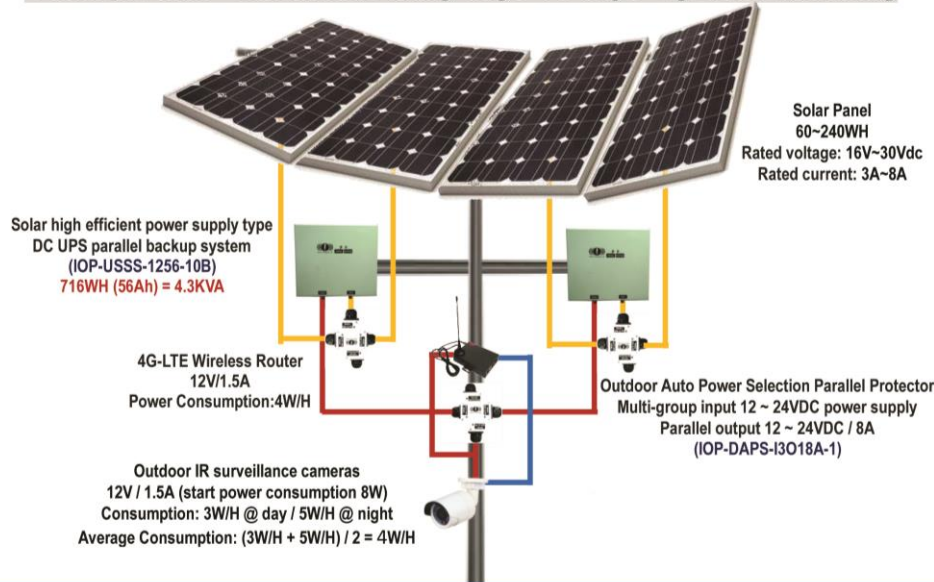 Solar Panel
60~240WH
Rated voltage: 16V~30Vdc
Rated current: 3A~8A
Solar high efficient power supply type
DC UPS parallel backup system
(IOP-USSS-1256-10B)
716WH (56Ah) = 4.3KVA
4G-LTE Wireless Router
12V/1.5A
Power Consumption:4W/H
Outdoor Auto Power Selection Parallel Protector
Multi-group input 12 ~ 24VDC power supply
Parallel output 12 ~ 24VDC / 8A
(IOP-DAPS-I3O18A-1)
Outdoor IR surveillance cameras
12V / 1.5A (start power consumption 8W)
Consumption: 3W/H @ day / 5W/H @ night
Average Consumption: (3W/H + 5W/H) / 2 = 4W/H